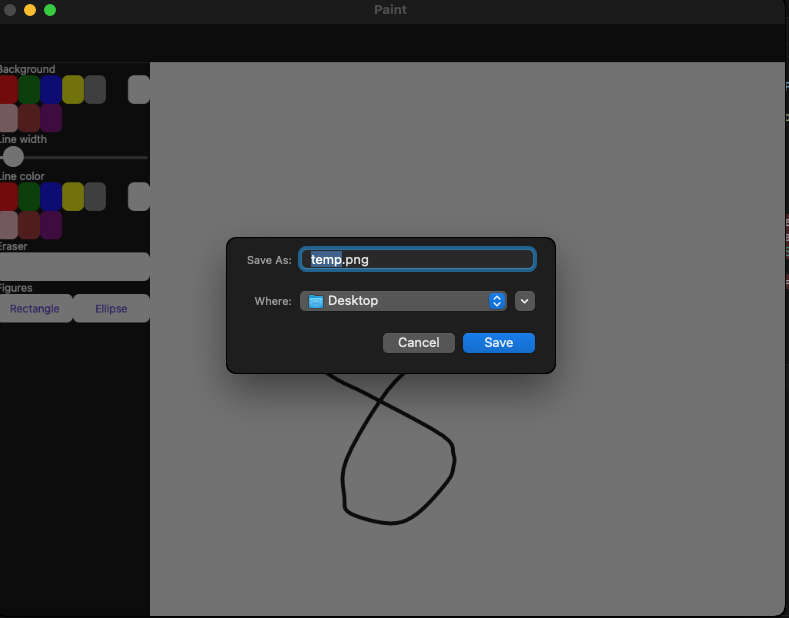 Paint
Background
Line width
Line color
Eraser
Figures
Rectangle Ellipse
Save As: temp.png
Where: Desktop
Cancel Save